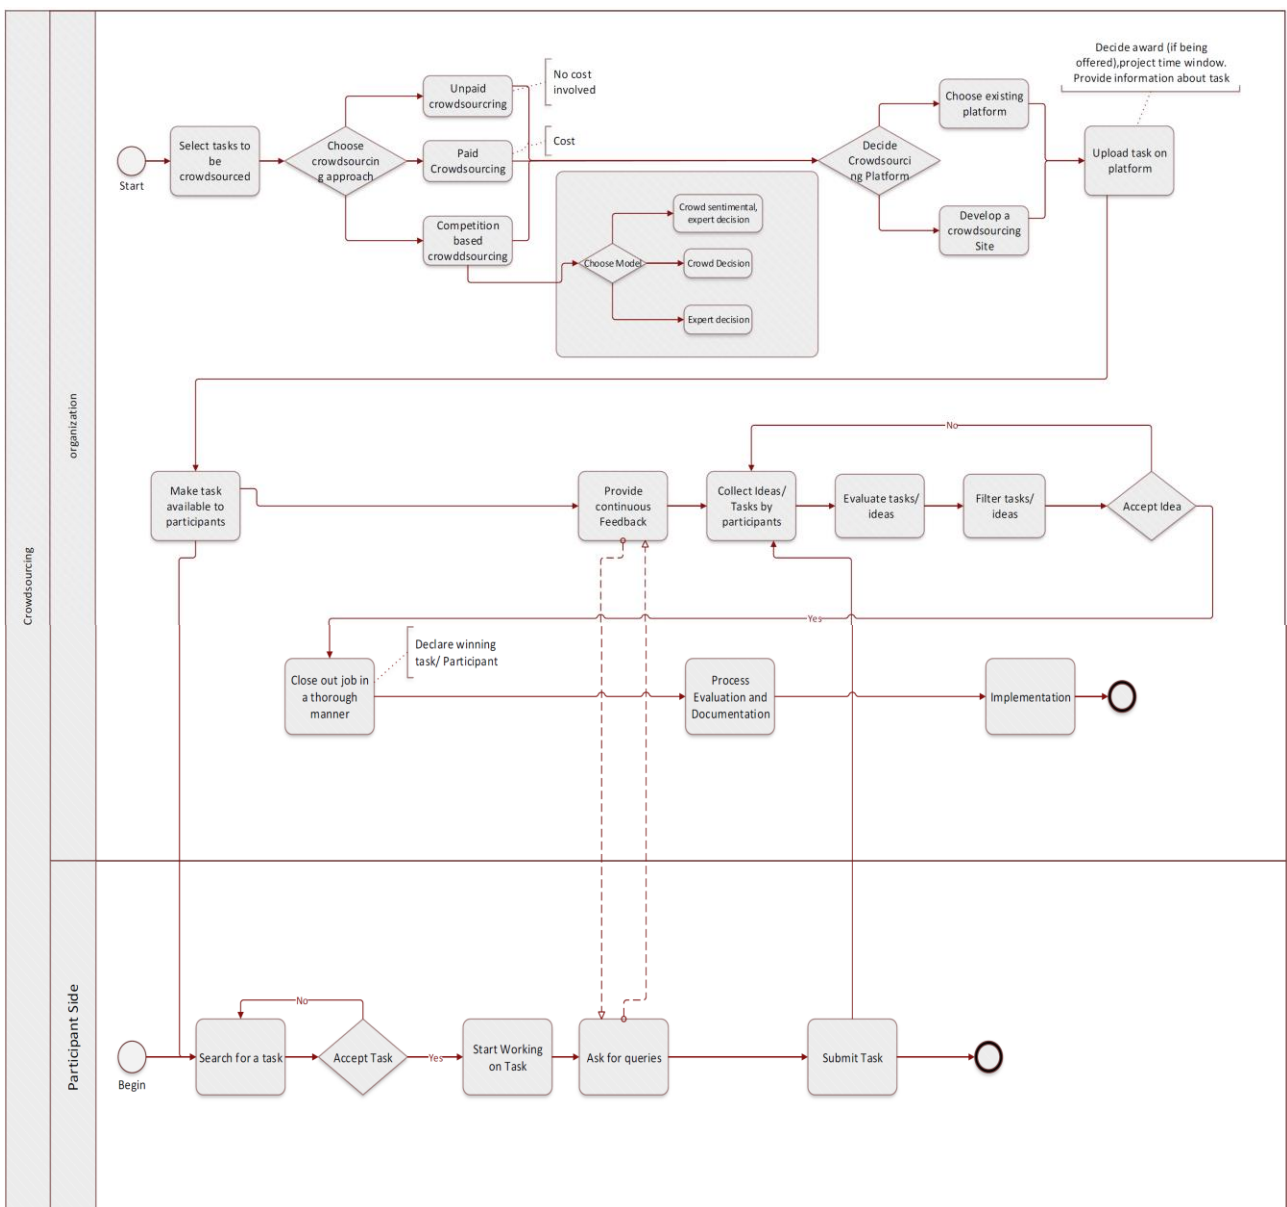 Crowdsourcing
organization
Start
Select tasks to
be
crowdsourced
Choose
crowdsourcin
g approach
Unpaid
crowdsourcing
No cost
involved
Paid
Crowdsourcing
Cost
Competition
based
crowddsourcing
Choose Model
Crowd sentimental,
expert decision
Crowd Decision
Expert decision
Decide
Crowdsourci
ng Platform
Choose existing
platform
Develop a
crowdsourcing
Site
Decide award (if being
offered),project time window.
Provide information about task
Upload task on
platform
Make task
available to
participants
Provide
continuous
Feedback
Collect Ideas/
Tasks by
participants
Evaluate tasks/
ideas
Filter tasks/
ideas
Accept Idea
No
Yes
Close out job in
a thorough
manner
Declare winning
task/ Participant
Process
Evaluation and
Documentation
Implementation
Participant Side
Begin
Search for a task
No
Accept Task
Yes
Start Working
on Task
Ask for queries
Submit Task